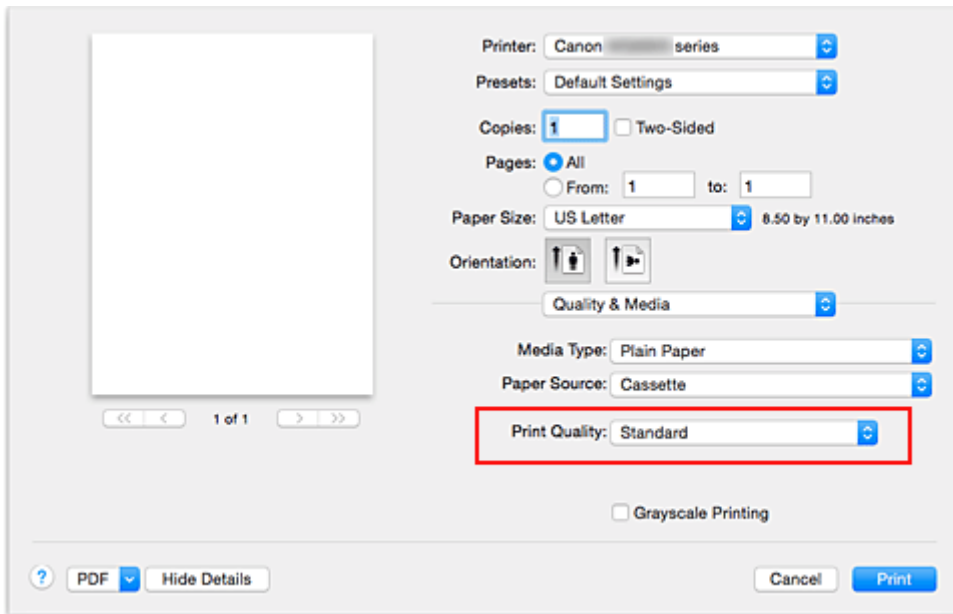 Printer: Canon series
Presets: Default Settings
Copies: 1 Two-Sided
Pages: All
From: 1 to: 1
Paper Size: US Letter 8.50 by 11.00 inches
Orientation:
Quality & Media
Media Type: Plain Paper
Paper Source: Cassette
<< < 1 of 1 > >>
Print Quality: Standard
Grayscale Printing
? PDF Hide Details Cancel Print